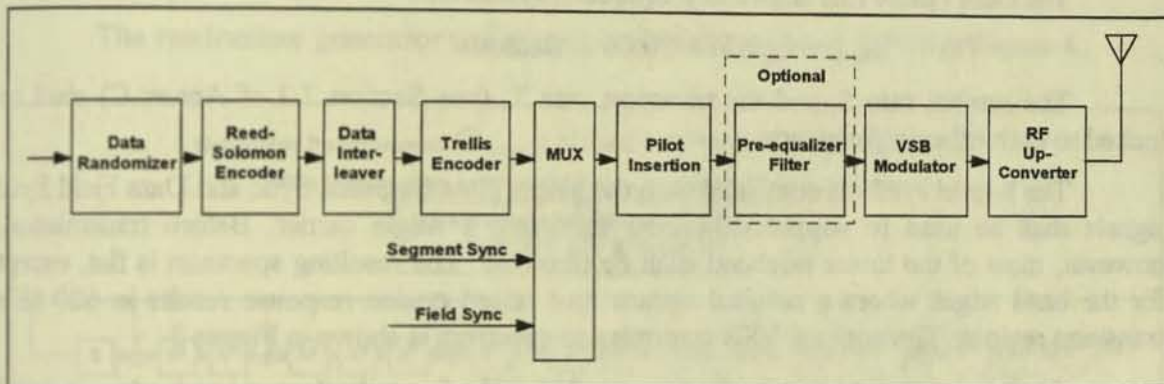 Optional
Data
Randomizer
Reed-
Solomon
Encoder
Data
Inter-
leaver
Trellis
Encoder
MUX
Pilot
Insertion
Pre-equalizer
Filter
VSB
Modulator
RF
Up-
Converter
Segment Sync
Field Sync